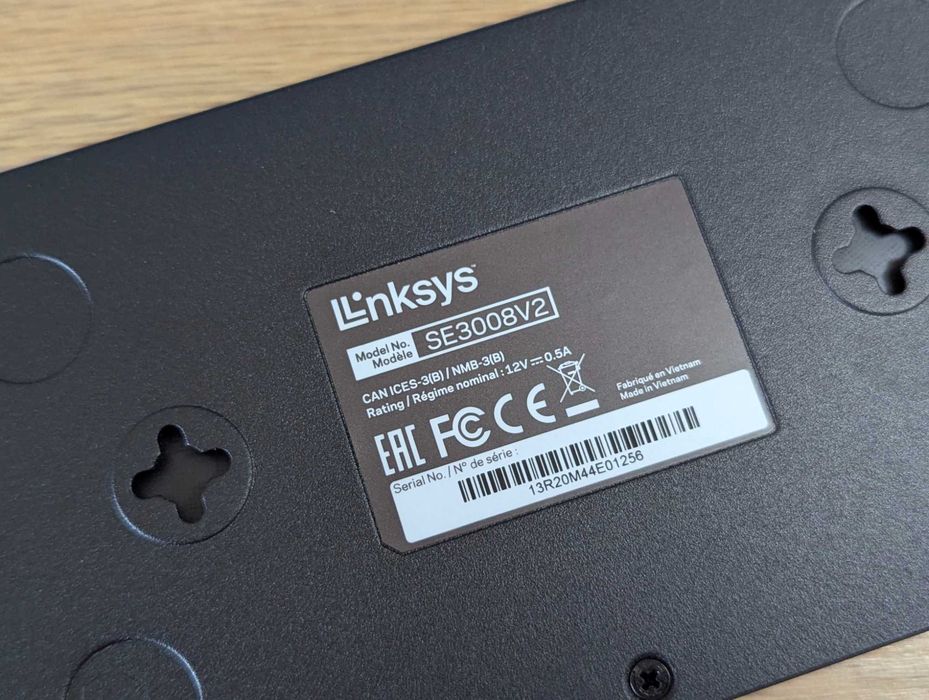 Linksys™
Model No.
Modèle
SE3008V2
CAN ICES-3(B) / NMB-3(B)
Rating / Régime nominal : 12V ⎓ 0.5A
EAC FC CE
Fabriqué en Vietnam
Made in Vietnam
Serial No. / Nº de série :
13R20M44E01256